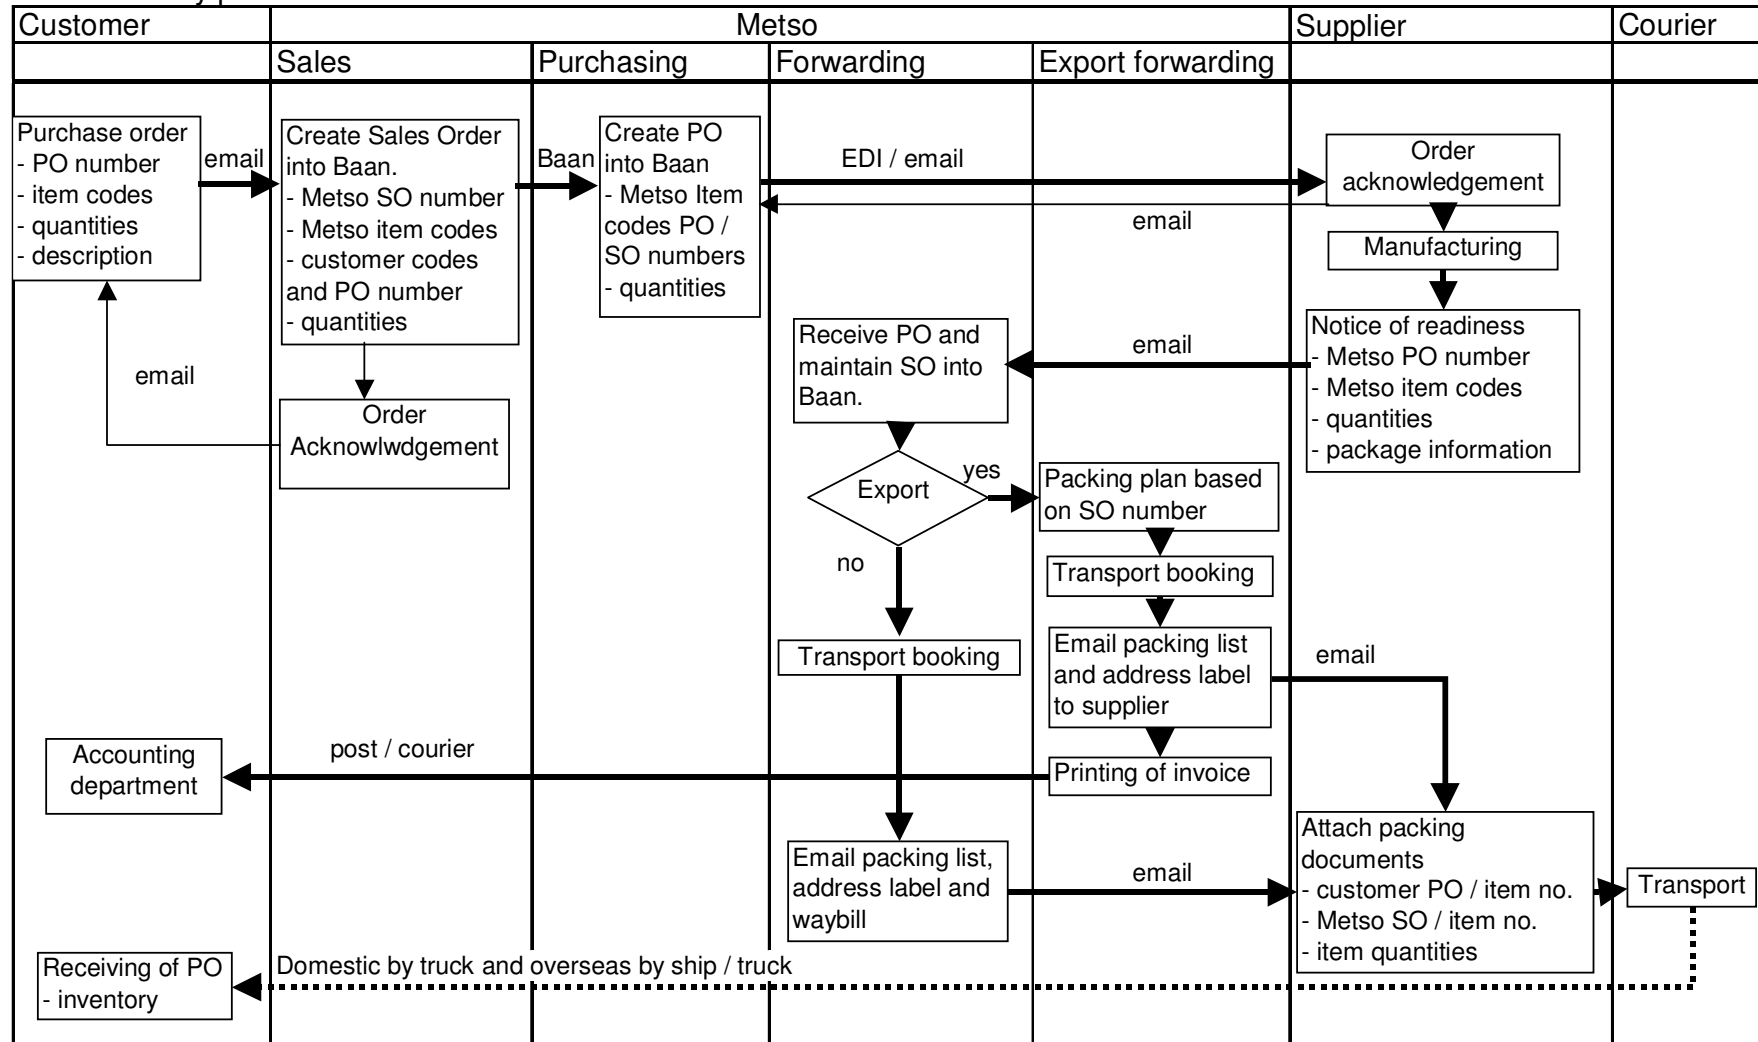 Customer
Metso
Supplier
Courier
Sales
Purchasing
Forwarding
Export forwarding
Purchase order
- PO number
- item codes
- quantities
- description
email
Create Sales Order
into Baan.
- Metso SO number
- Metso item codes
- customer codes
and PO number
- quantities
Baan
Create PO
into Baan
- Metso Item
codes PO /
SO numbers
- quantities
EDI / email
email
Order
acknowledgement
Manufacturing
Notice of readiness
- Metso PO number
- Metso item codes
- quantities
- package information
email
Receive PO and
maintain SO into
Baan.
email
Order
Acknowlwdgement
Export
yes
no
Packing plan based
on SO number
Transport booking
Email packing list
and address label
to supplier
email
Transport booking
Printing of invoice
post / courier
Accounting
department
Email packing list,
address label and
waybill
email
Attach packing
documents
- customer PO / item no.
- Metso SO / item no.
- item quantities
Transport
Receiving of PO
- inventory
Domestic by truck and overseas by ship / truck